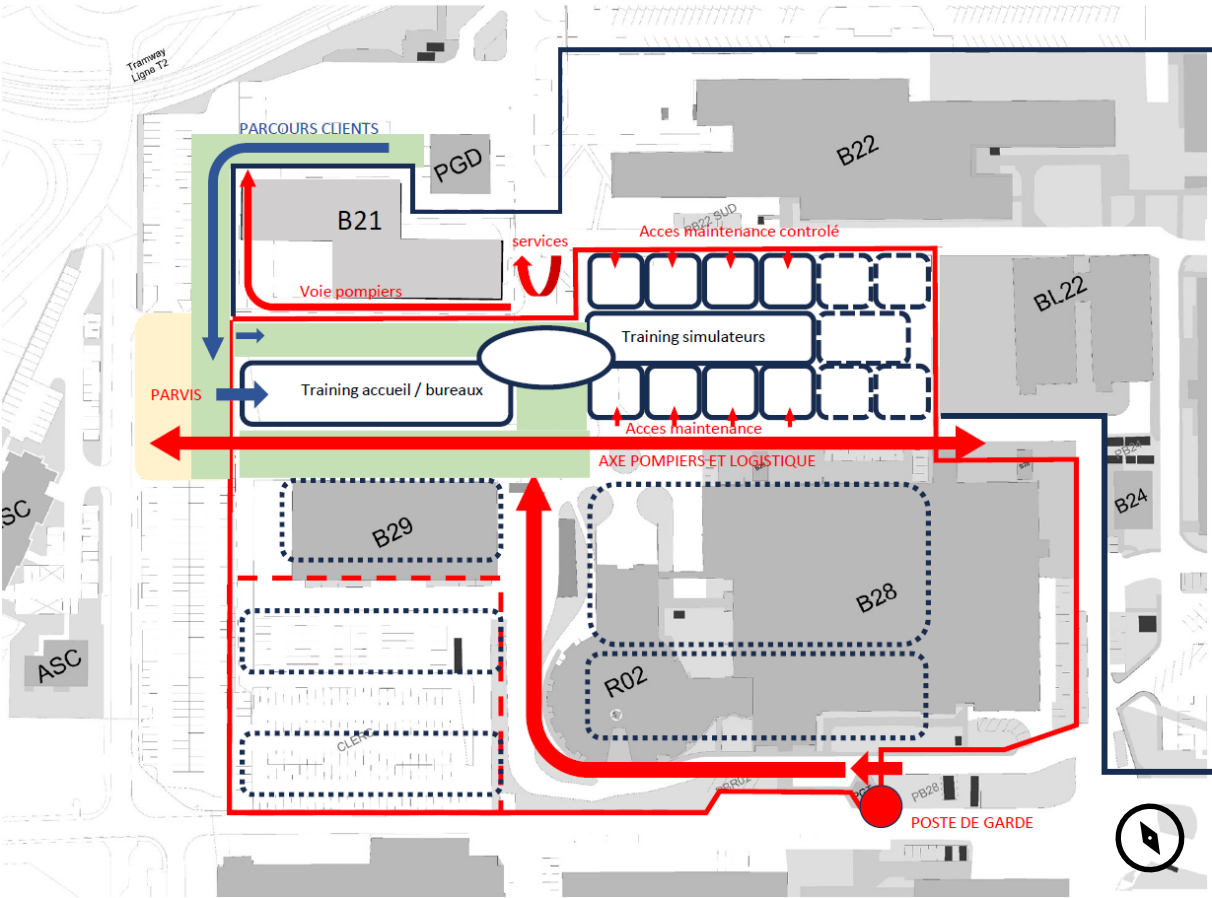 Tramway
Ligne T2
PARCOURS CLIENTS
PGD
B22
B21
PB22 SUD
services
Acces maintenance controlé
Voie pompiers
BL22
Training simulateurs
PARVIS
Training accueil / bureaux
Acces maintenance
AXE POMPIERS ET LOGISTIQUE
B24
SC
B29
B28
ASC
R02
CLERC
PB28
POSTE DE GARDE